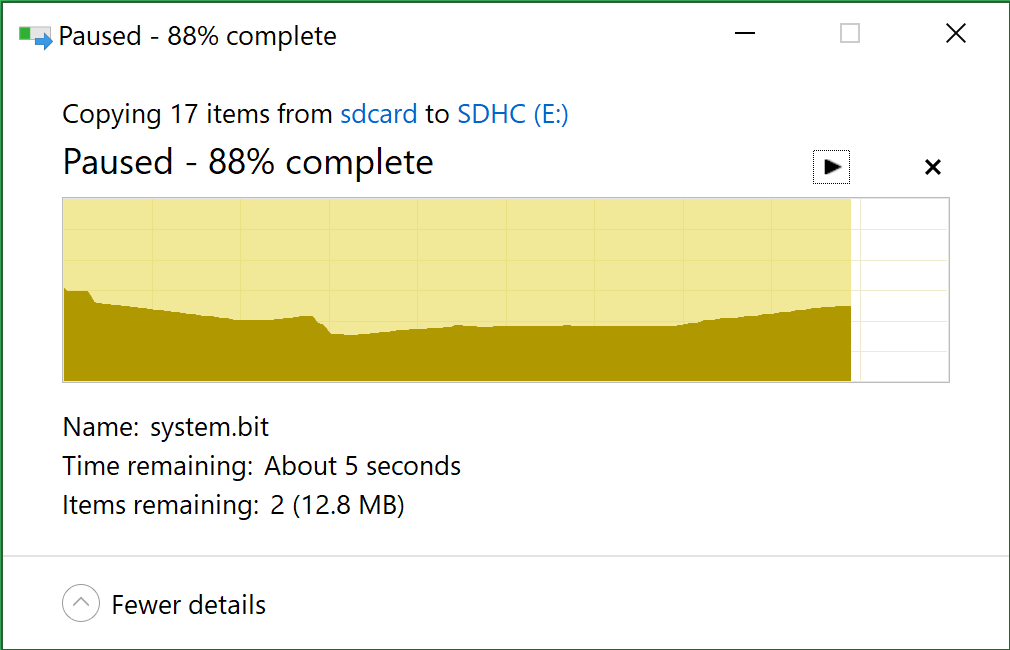 Paused - 88% complete
Copying 17 items from sdcard to SDHC (E:)
Paused - 88% complete
Name: system.bit
Time remaining: About 5 seconds
Items remaining: 2 (12.8 MB)
Fewer details